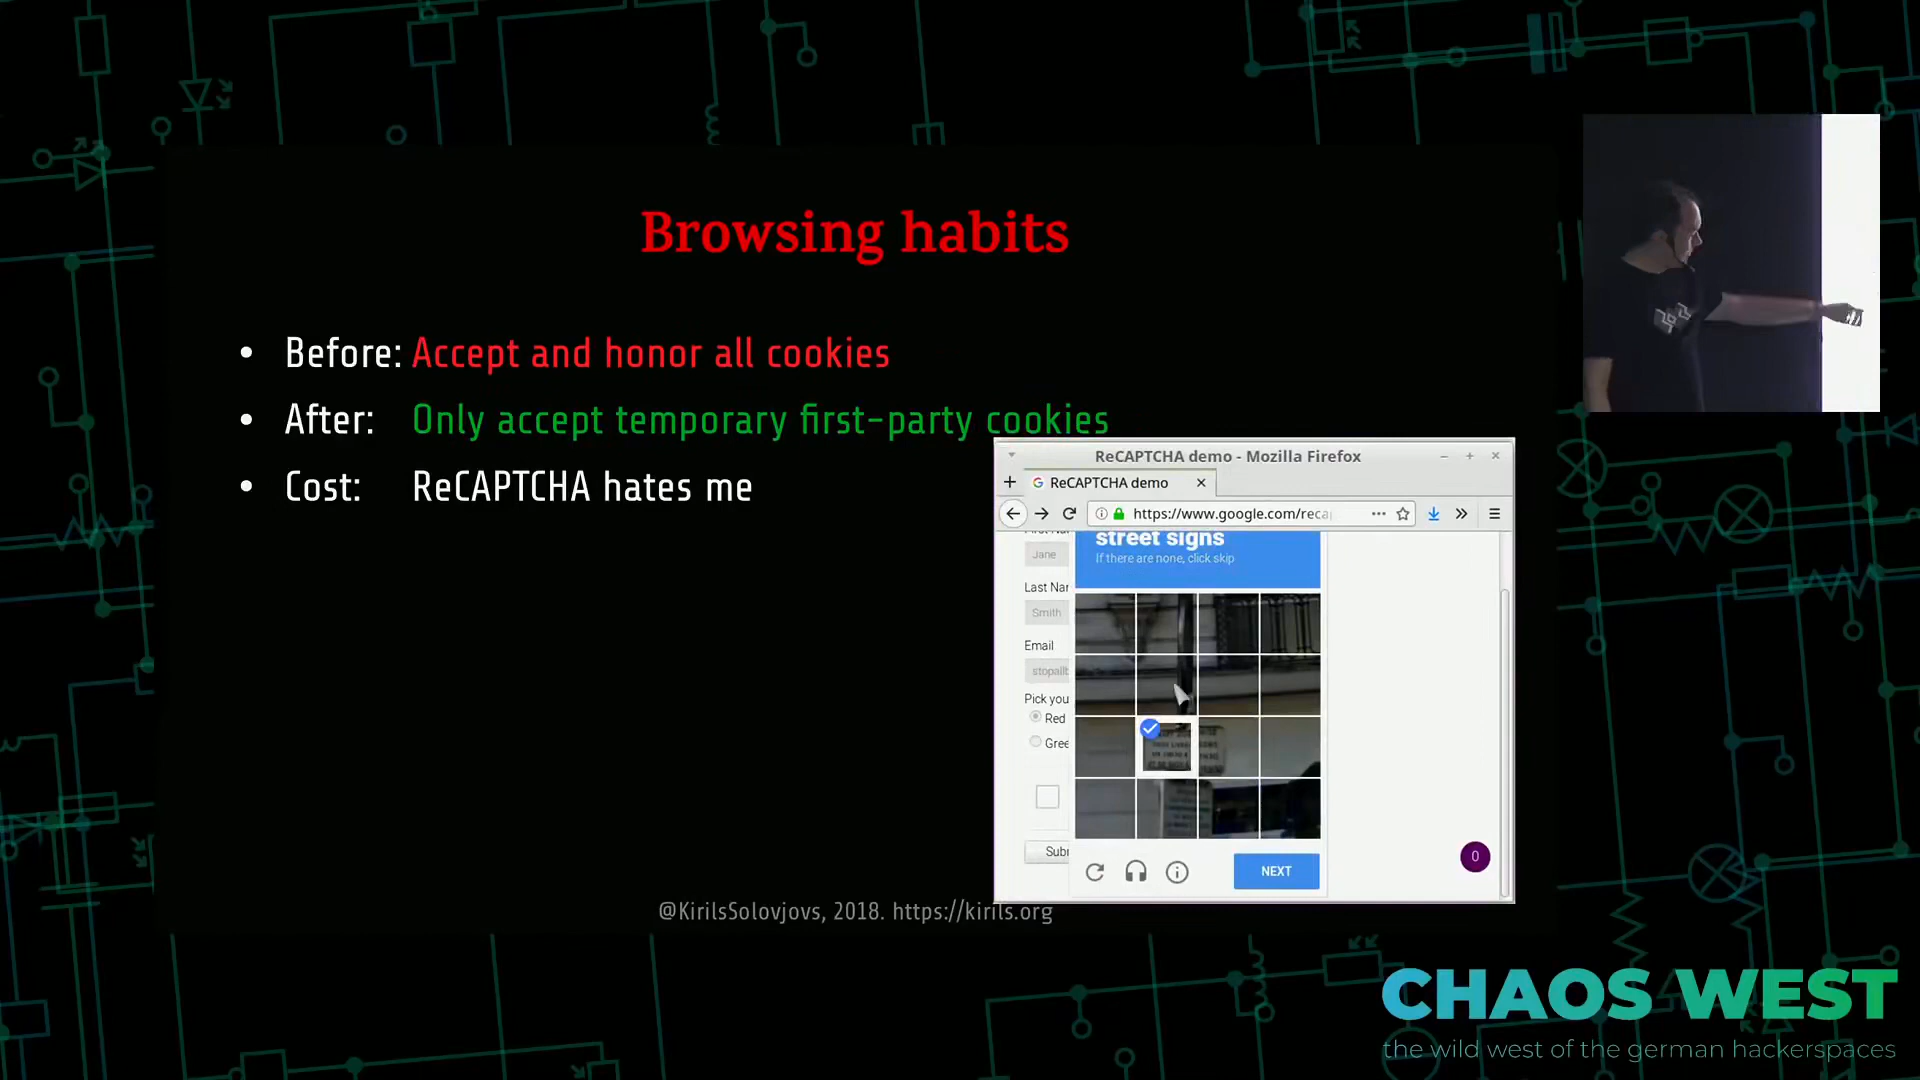 Browsing habits
• Before: Accept and honor all cookies
• After: Only accept temporary first-party cookies
• Cost: ReCAPTCHA hates me
ReCAPTCHA demo - Mozilla Firefox
ReCAPTCHA demo
https://www.google.com/reca
street signs
If there are none, click skip
Jane
Last Nar
Smith
Email
stopallb
Pick you
Red
Gree
Subr
NEXT
0
@KirilsSolovjovs, 2018. https://kirils.org
CHAOS WEST
the wild west of the german hackerspaces